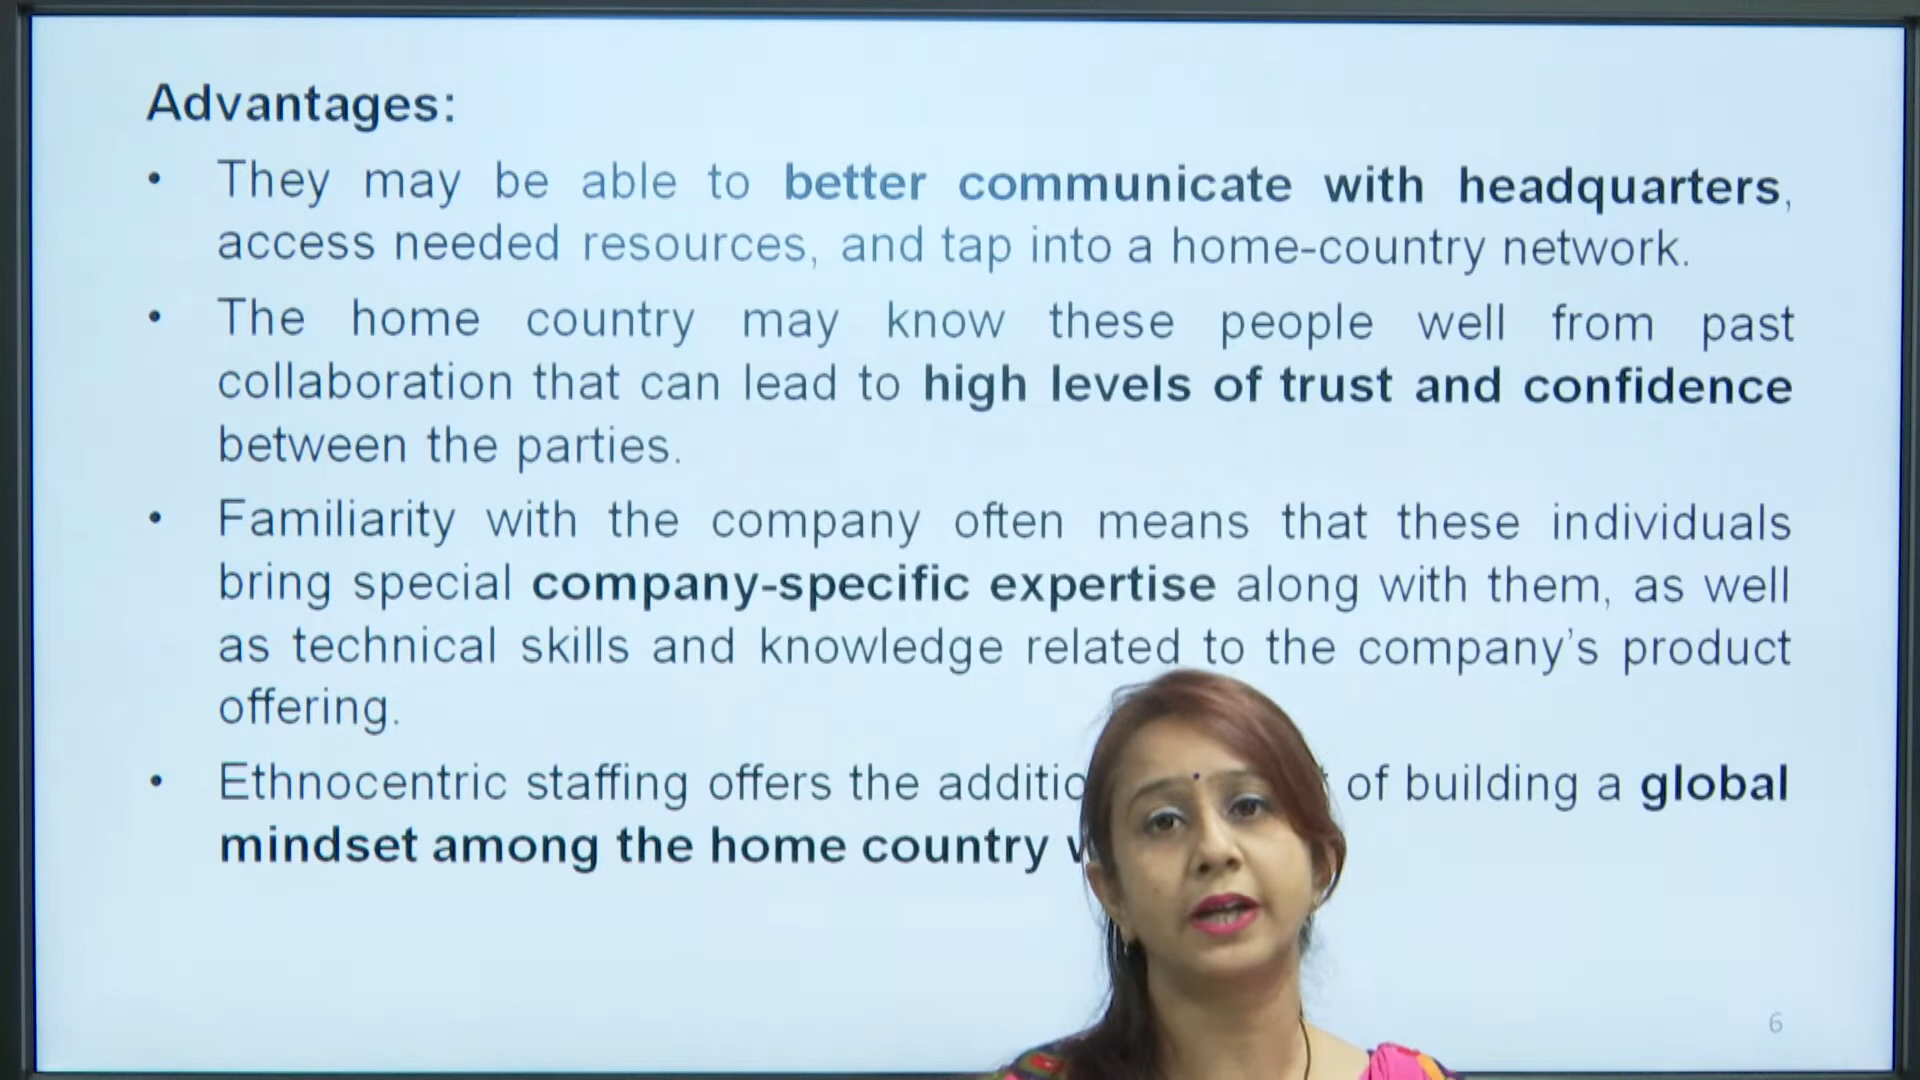 Advantages:
• They may be able to better communicate with headquarters,
access needed resources, and tap into a home-country network.
• The home country may know these people well from past
collaboration that can lead to high levels of trust and confidence
between the parties.
• Familiarity with the company often means that these individuals
bring special company-specific expertise along with them, as well
as technical skills and knowledge related to the company's product
offering.
• Ethnocentric staffing offers the of building a global
mindset among the home country
6